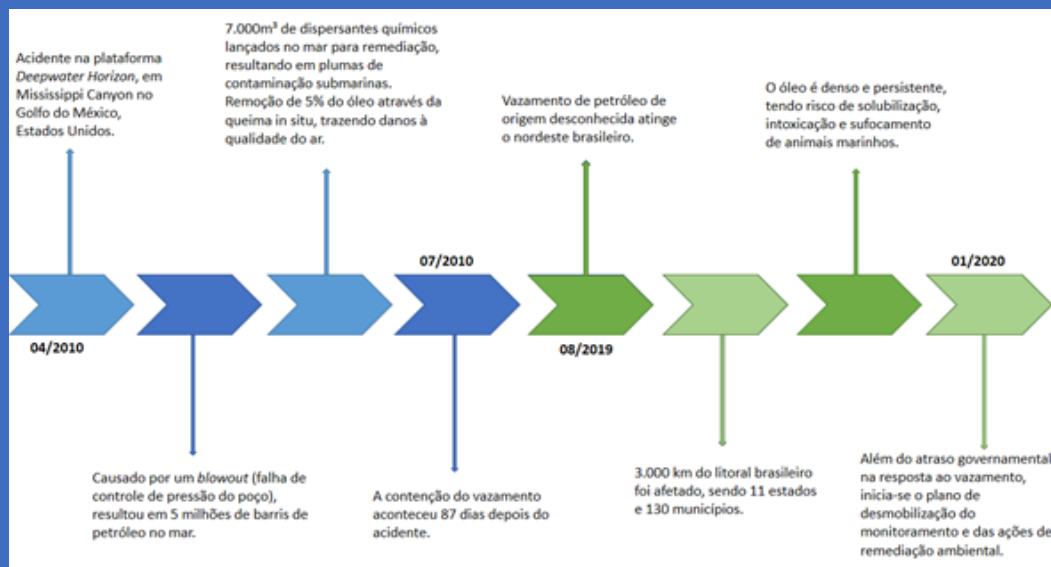 Acidente na plataforma
Deepwater Horizon, em
Mississippi Canyon no
Golfo do México,
Estados Unidos.
04/2010
Causado por um blowout (falha
de controle de pressão do poço),
resultou em 5 milhões de barris de
petróleo no mar.
7.000m³ de dispersantes químicos
lançados no mar para remediação,
resultando em plumas de
contaminação submarinas.
Remoção de 5% do óleo através da
queima in situ, trazendo danos à
qualidade do ar.
07/2010
A contenção do vazamento
aconteceu 87 dias depois do
acidente.
Vazamento de petróleo de
origem desconhecida atinge
o nordeste brasileiro.
08/2019
3.000 km do litoral brasileiro
foi afetado, sendo 11 estados
e 130 municípios.
O óleo é denso e persistente,
tendo risco de solubilização,
intoxicação e sufocamento
de animais marinhos.
01/2020
Além do atraso governamental
na resposta ao vazamento,
inicia-se o plano de
desmobilização do
monitoramento e das ações de
remediação ambiental.